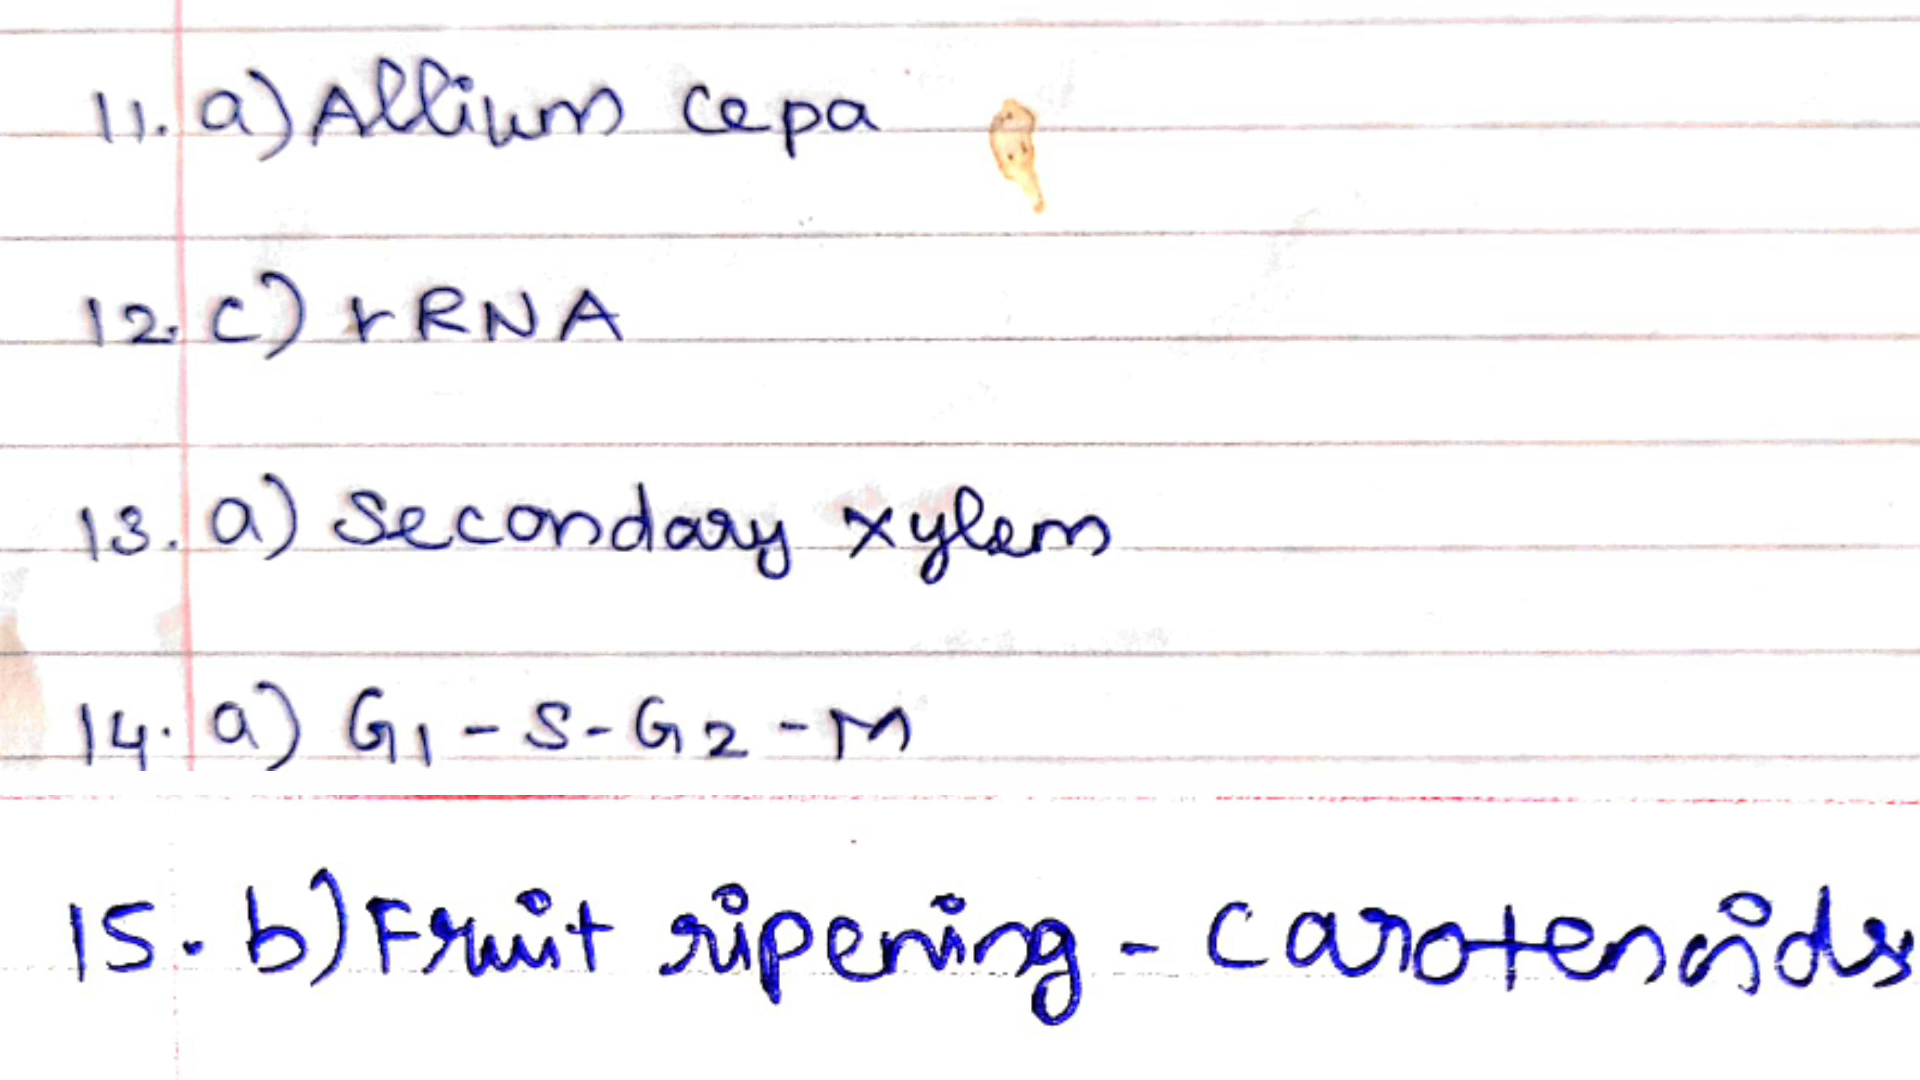 11. a) Allium cepa
12. c) rRNA
13. a) Secondary xylem
14. a) G1 - S - G2 - M
15. b) Fruit ripening - Carotenoids